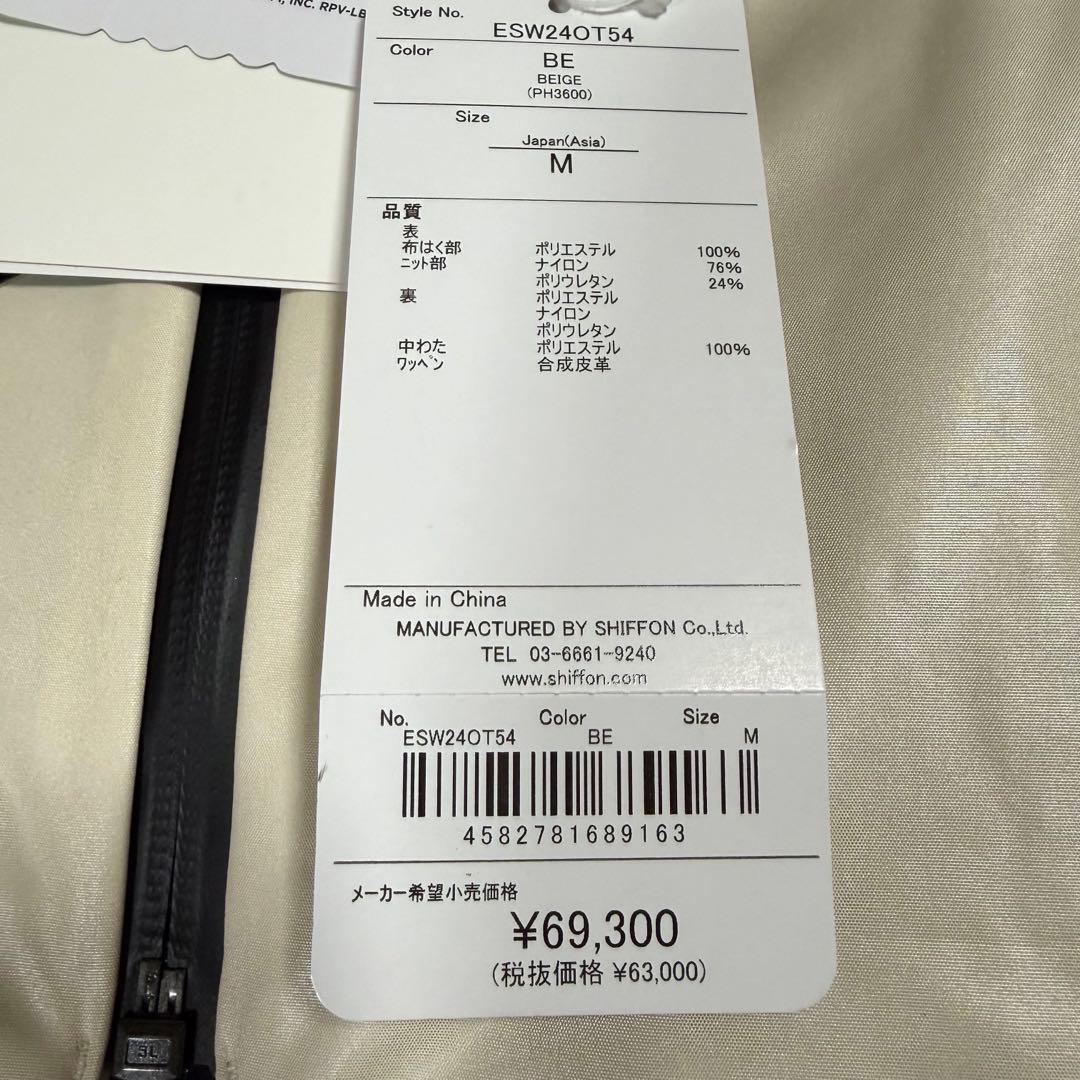 INC. RPV-LB
Style No.
ESW24OT54
Color
BE
BEIGE
(PH3600)
Size
Japan(Asia)
M
品質
表
布はく部 ポリエステル 100%
ニット部 ナイロン 76%
ポリウレタン 24%
裏 ポリエステル
ナイロン
ポリウレタン
中わた ポリエステル 100%
ワッペン 合成皮革
Made in China
MANUFACTURED BY SHIFFON Co.,Ltd.
TEL 03-6661-9240
www.shiffon.com
No. Color Size
ESW24OT54 BE M
4582781689163
メーカー希望小売価格
¥69,300
(税抜価格 ¥63,000)